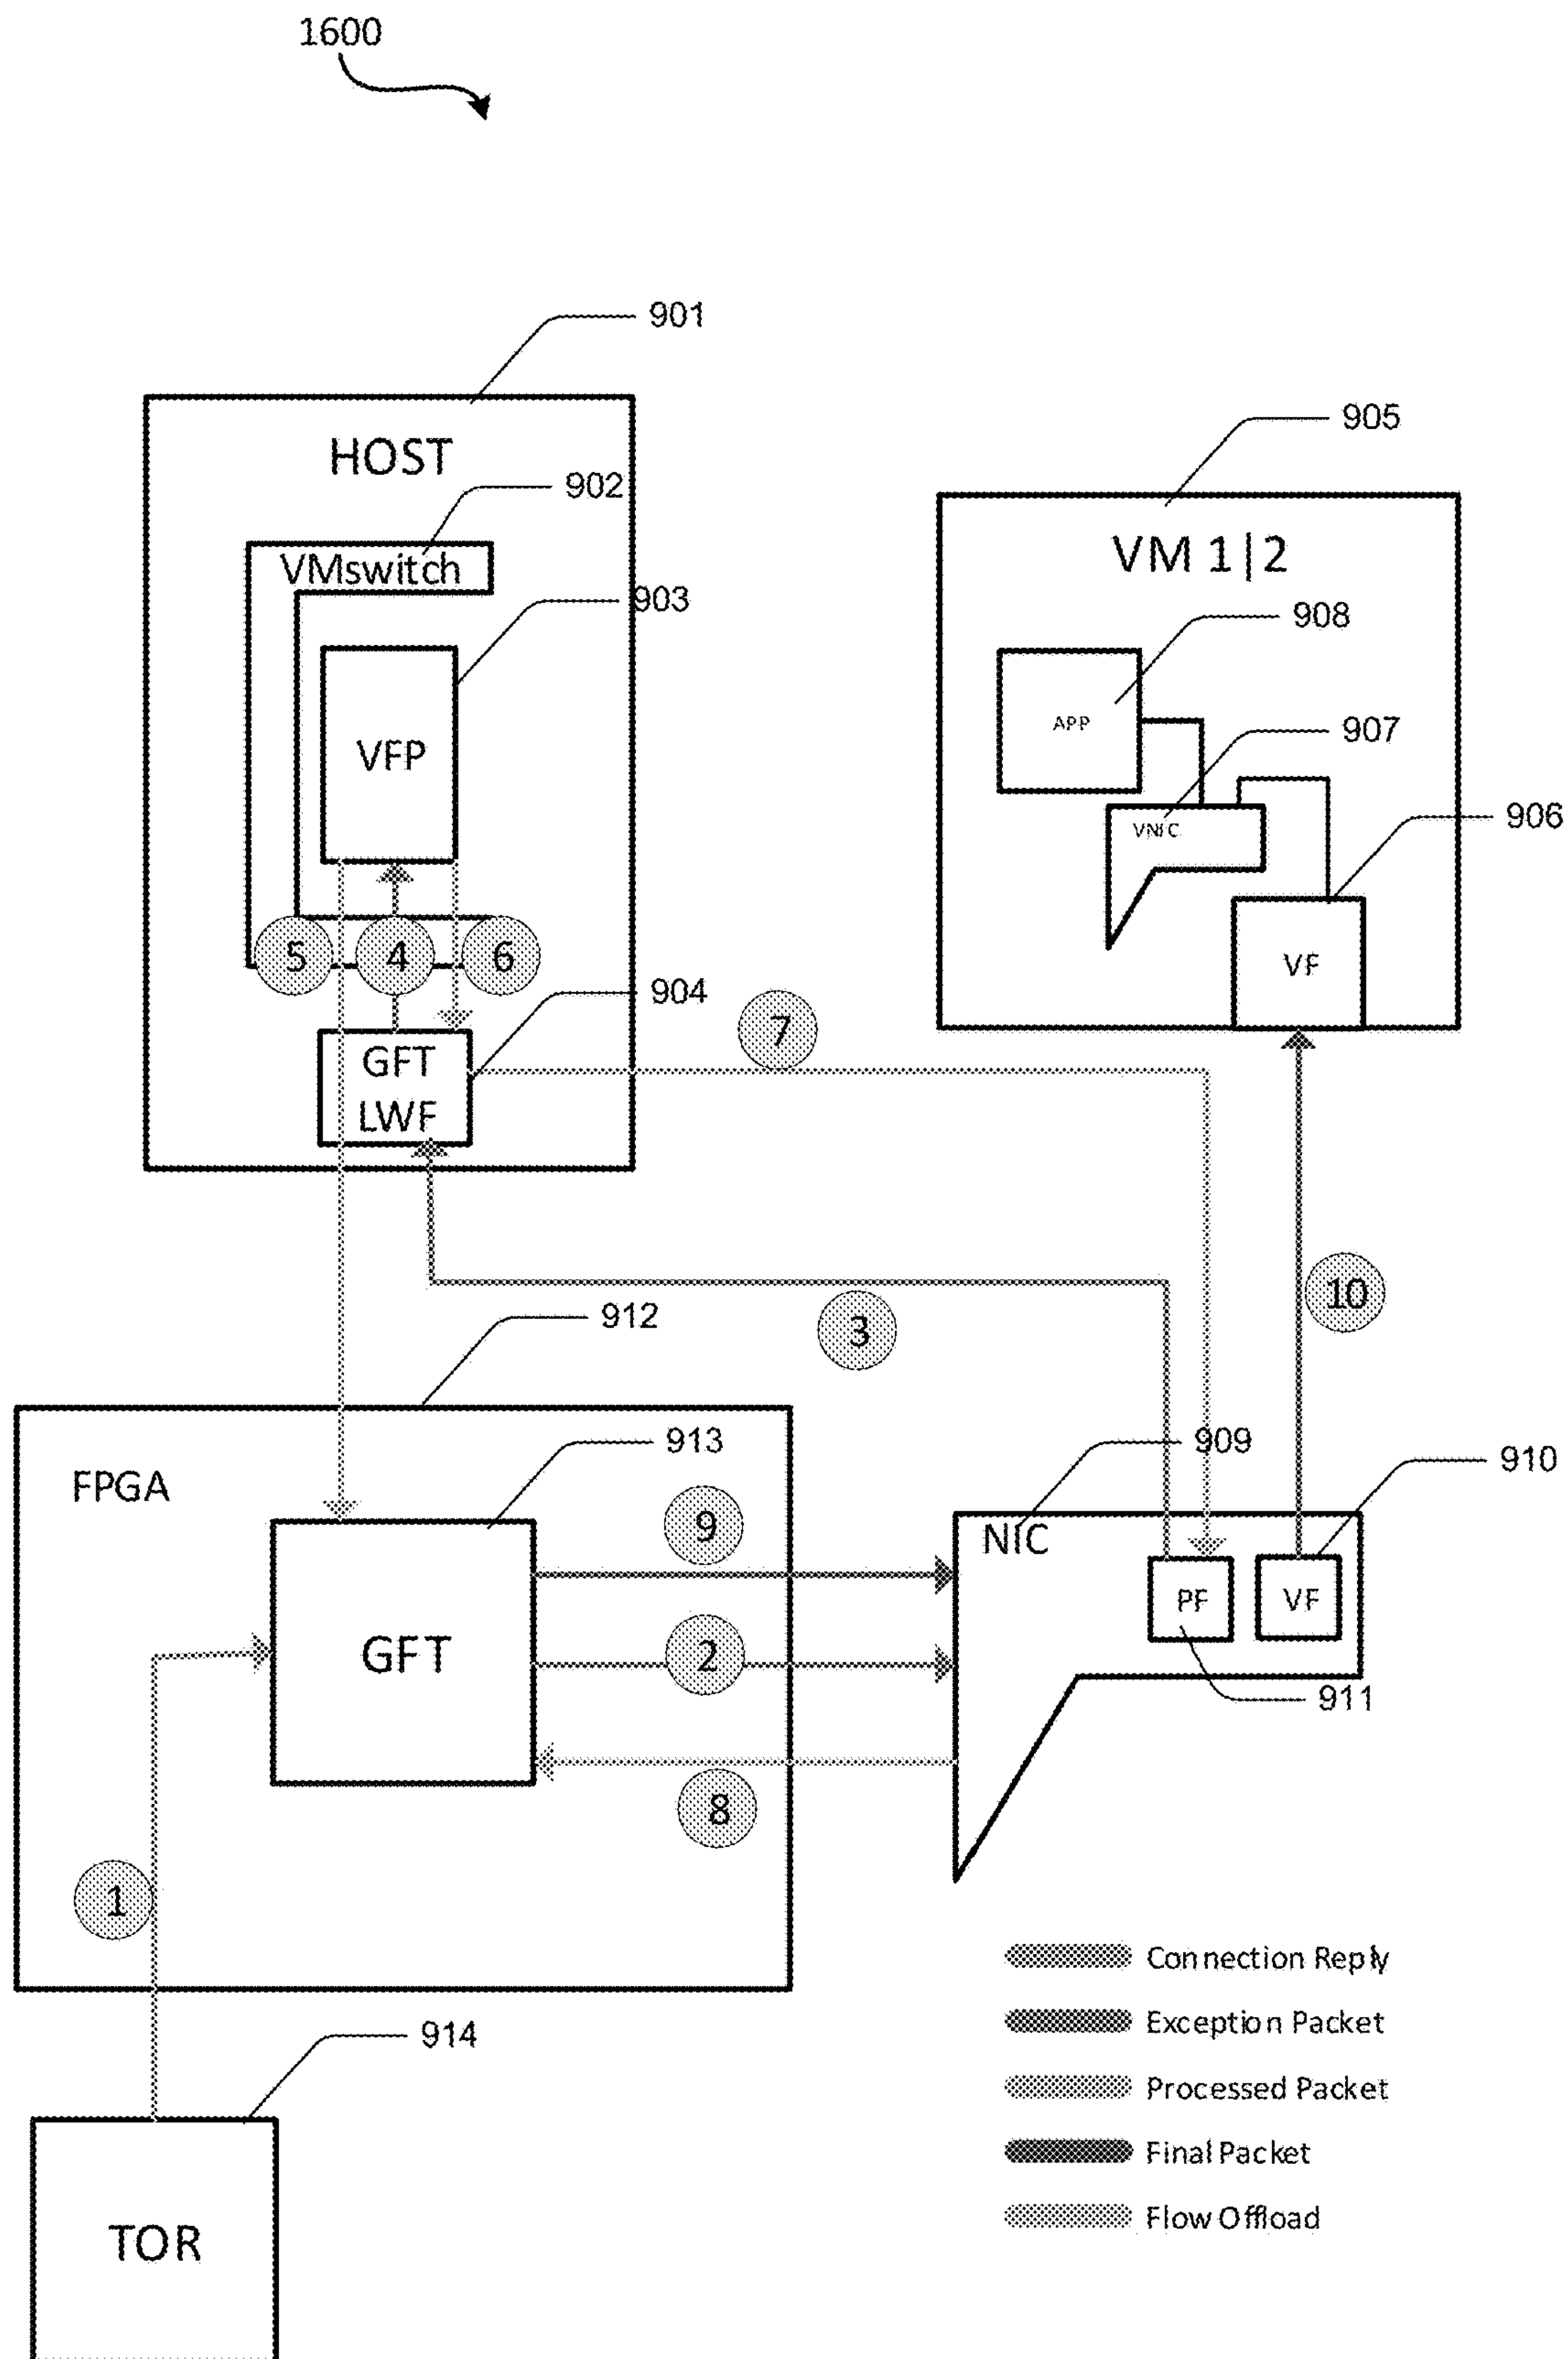 1600
901
HOST
902
VMswitch
903
VFP
5
4
6
904
GFT
LWF
905
VM 1|2
908
APP
907
VNIC
906
VF
7
10
3
912
FPGA
913
GFT
9
2
8
1
909
NIC
910
PF
VF
911
914
TOR
Connection Reply
Exception Packet
Processed Packet
Final Packet
Flow Offload